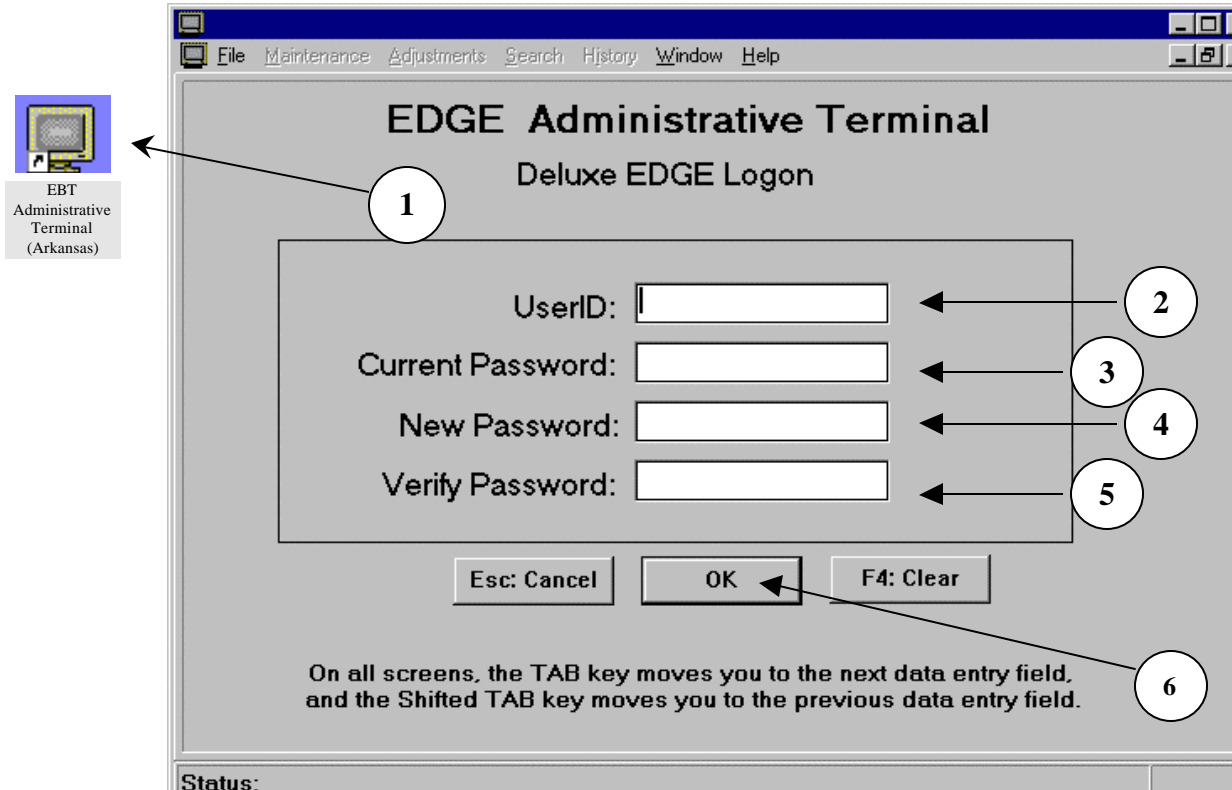 File Maintenance Adjustments Search History Window Help
EDGE Administrative Terminal
Deluxe EDGE Logon
EBT
Administrative
Terminal
(Arkansas)
1
UserID:
2
Current Password:
3
New Password:
4
Verify Password:
5
Esc: Cancel OK F4: Clear
On all screens, the TAB key moves you to the next data entry field,
and the Shifted TAB key moves you to the previous data entry field.
6
Status: